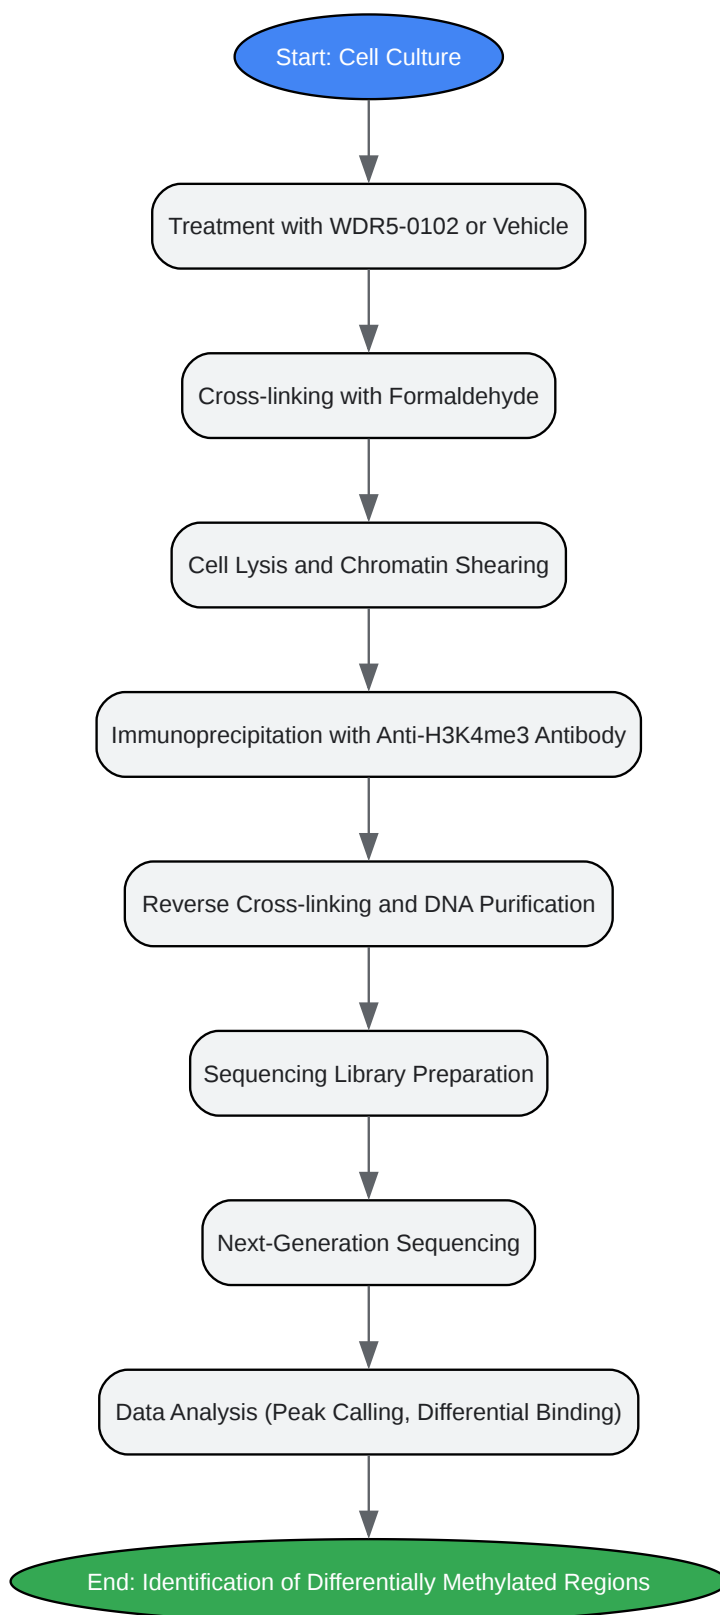 Start: Cell Culture
Treatment with WDR5-0102 or Vehicle
Cross-linking with Formaldehyde
Cell Lysis and Chromatin Shearing
Immunoprecipitation with Anti-H3K4me3 Antibody
Reverse Cross-linking and DNA Purification
Sequencing Library Preparation
Next-Generation Sequencing
Data Analysis (Peak Calling, Differential Binding)
End: Identification of Differentially Methylated Regions